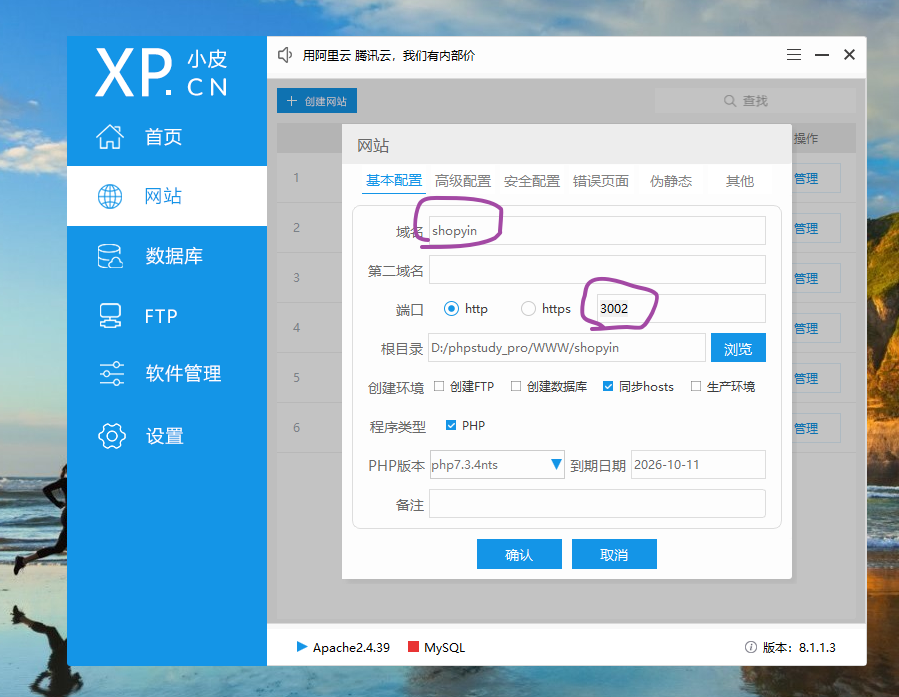 XP.小皮CN
用阿里云 腾讯云，我们有内部价
首页
网站
数据库
FTP
软件管理
设置
创建网站
查找
操作
1 管理
2 管理
3 管理
4 管理
5 管理
6 管理
网站
基本配置 高级配置 安全配置 错误页面 伪静态 其他
域名 shopyin
第二域名
端口 http https 3002
根目录 D:/phpstudy_pro/WWW/shopyin 浏览
创建环境 创建FTP 创建数据库 同步hosts 生产环境
程序类型 PHP
PHP版本 php7.3.4nts 到期日期 2026-10-11
备注
确认 取消
Apache2.4.39 MySQL 版本：8.1.1.3